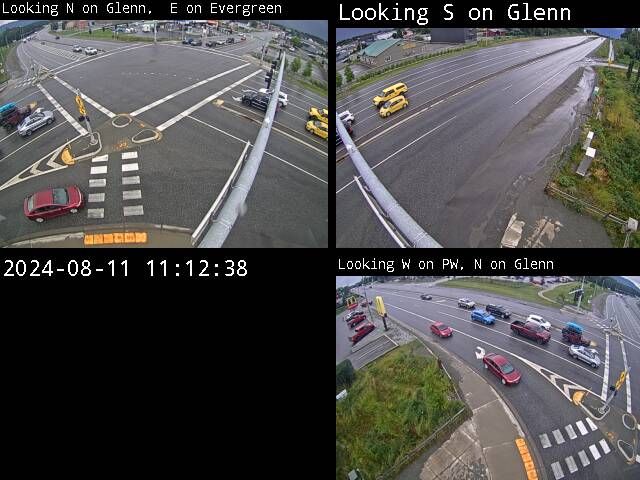 Looking N on Glenn,  E on Evergreen
Looking S on Glenn
2024-08-11 11:12:38
Looking W on PW, N on Glenn